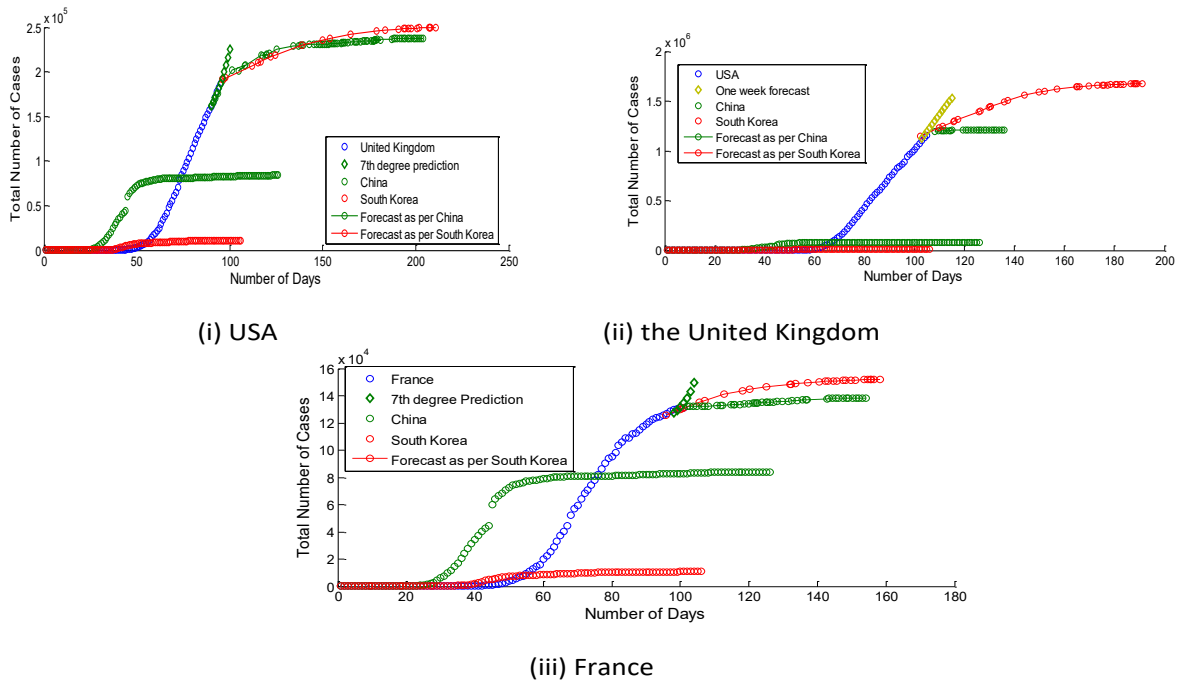 x 10^5
2.5
2
1.5
1
0.5
0
Total Number of Cases
0 50 100 150 200 250
Number of Days
United Kingdom
7th degree prediction
China
South Korea
Forecast as per China
Forecast as per South Korea
(i) USA
x 10^6
2
1.5
1
0.5
0
Total Number of Cases
0 20 40 60 80 100 120 140 160 180 200
Number of Days
USA
One week forecast
China
South Korea
Forecast as per China
Forecast as per South Korea
(ii) the United Kingdom
x 10^4
16
14
12
10
8
6
4
2
0
Total Number of Cases
0 20 40 60 80 100 120 140 160 180
Number of Days
France
7th degree Prediction
China
South Korea
Forecast as per South Korea
(iii) France